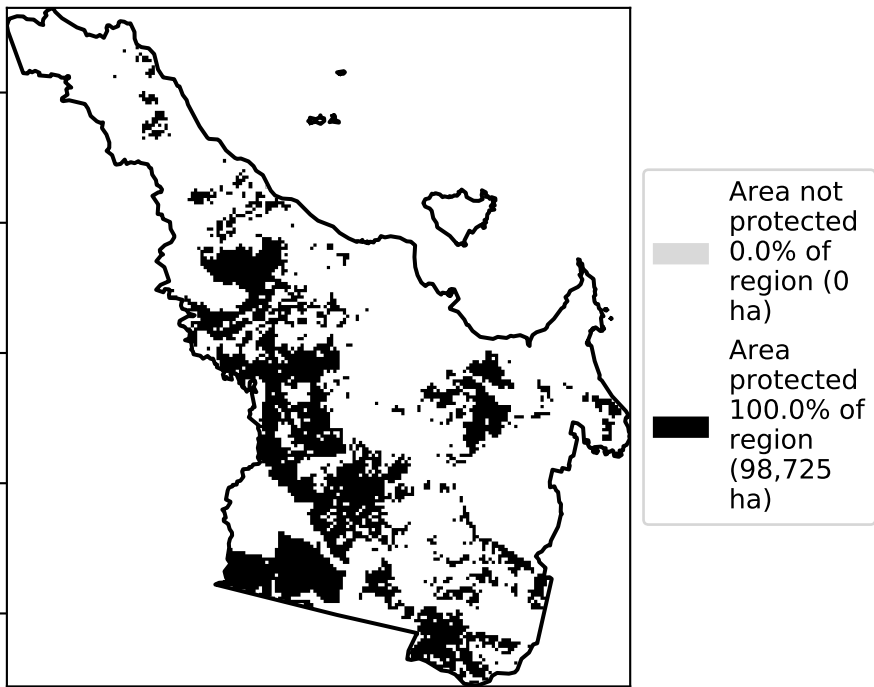 Area not
protected
0.0% of
region (0
ha)
Area
protected
100.0% of
region
(98,725
ha)